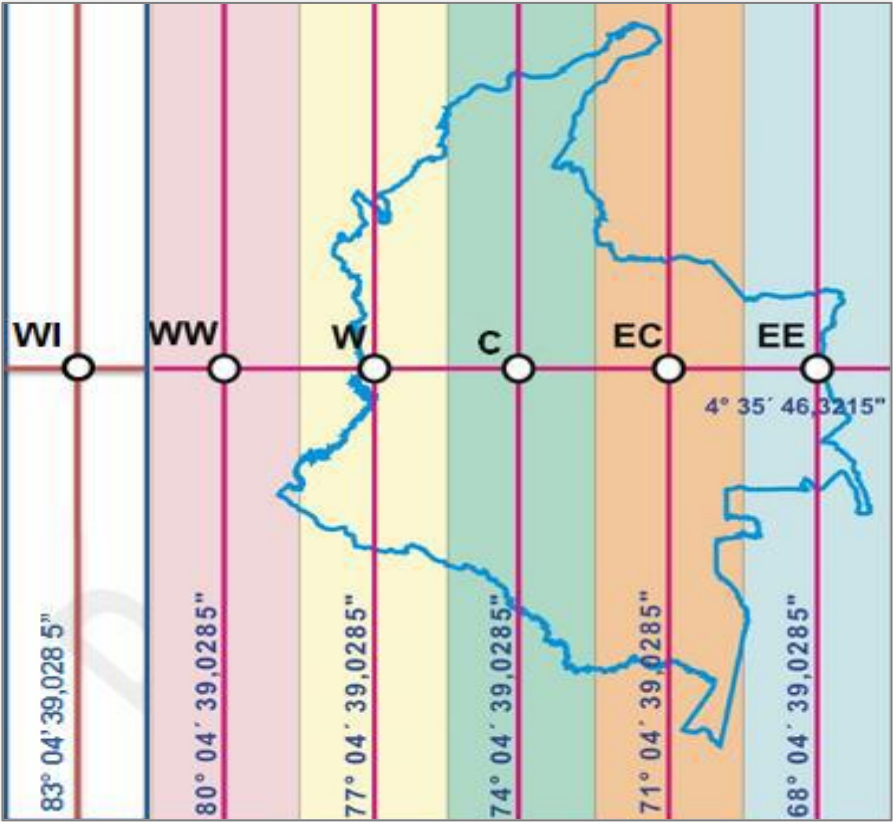 WI
WW
W
C
EC
EE
4° 35´ 46,3215"
83° 04' 39,028 5"
80° 04´ 39,0285"
77° 04´ 39,0285"
74° 04´ 39,0285"
71° 04´ 39,0285"
68° 04´ 39,0285"